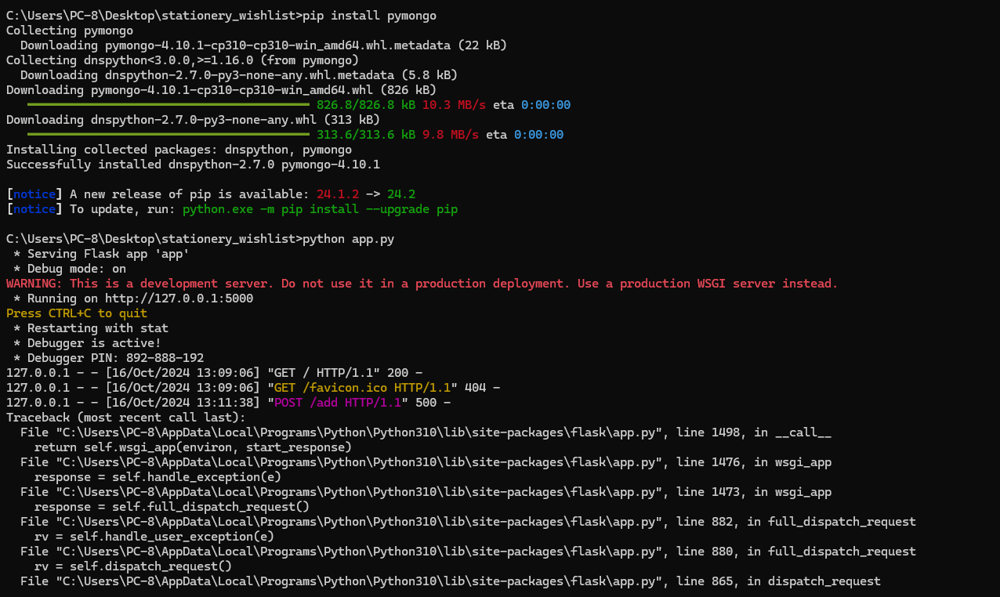 C:\Users\PC-8\Desktop\stationery_wishlist>pip install pymongo
Collecting pymongo
  Downloading pymongo-4.10.1-cp310-cp310-win_amd64.whl.metadata (22 kB)
Collecting dnspython<3.0.0,>=1.16.0 (from pymongo)
  Downloading dnspython-2.7.0-py3-none-any.whl.metadata (5.8 kB)
Downloading pymongo-4.10.1-cp310-cp310-win_amd64.whl (826 kB)
826.8/826.8 kB 10.3 MB/s eta 0:00:00
Downloading dnspython-2.7.0-py3-none-any.whl (313 kB)
313.6/313.6 kB 9.8 MB/s eta 0:00:00
Installing collected packages: dnspython, pymongo
Successfully installed dnspython-2.7.0 pymongo-4.10.1
[notice] A new release of pip is available: 24.1.2 -> 24.2
[notice] To update, run: python.exe -m pip install --upgrade pip
C:\Users\PC-8\Desktop\stationery_wishlist>python app.py
 * Serving Flask app 'app'
 * Debug mode: on
WARNING: This is a development server. Do not use it in a production deployment. Use a production WSGI server instead.
 * Running on http://127.0.0.1:5000
Press CTRL+C to quit
 * Restarting with stat
 * Debugger is active!
 * Debugger PIN: 892-888-192
127.0.0.1 - - [16/Oct/2024 13:09:06] "GET / HTTP/1.1" 200 -
127.0.0.1 - - [16/Oct/2024 13:09:06] "GET /favicon.ico HTTP/1.1" 404 -
127.0.0.1 - - [16/Oct/2024 13:11:38] "POST /add HTTP/1.1" 500 -
Traceback (most recent call last):
  File "C:\Users\PC-8\AppData\Local\Programs\Python\Python310\lib\site-packages\flask\app.py", line 1498, in __call__
    return self.wsgi_app(environ, start_response)
  File "C:\Users\PC-8\AppData\Local\Programs\Python\Python310\lib\site-packages\flask\app.py", line 1476, in wsgi_app
    response = self.handle_exception(e)
  File "C:\Users\PC-8\AppData\Local\Programs\Python\Python310\lib\site-packages\flask\app.py", line 1473, in wsgi_app
    response = self.full_dispatch_request()
  File "C:\Users\PC-8\AppData\Local\Programs\Python\Python310\lib\site-packages\flask\app.py", line 882, in full_dispatch_request
    rv = self.handle_user_exception(e)
  File "C:\Users\PC-8\AppData\Local\Programs\Python\Python310\lib\site-packages\flask\app.py", line 880, in full_dispatch_request
    rv = self.dispatch_request()
  File "C:\Users\PC-8\AppData\Local\Programs\Python\Python310\lib\site-packages\flask\app.py", line 865, in dispatch_request